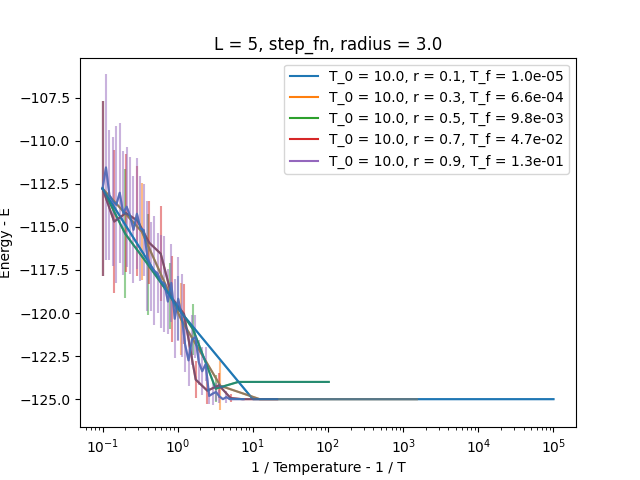 L = 5, step_fn, radius = 3.0
T_0 = 10.0, r = 0.1, T_f = 1.0e-05
T_0 = 10.0, r = 0.3, T_f = 6.6e-04
T_0 = 10.0, r = 0.5, T_f = 9.8e-03
T_0 = 10.0, r = 0.7, T_f = 4.7e-02
T_0 = 10.0, r = 0.9, T_f = 1.3e-01
Energy - E
−107.5
−110.0
−112.5
−115.0
−117.5
−120.0
−122.5
−125.0
10⁻¹ 10⁰ 10¹ 10² 10³ 10⁴ 10⁵
1 / Temperature - 1 / T